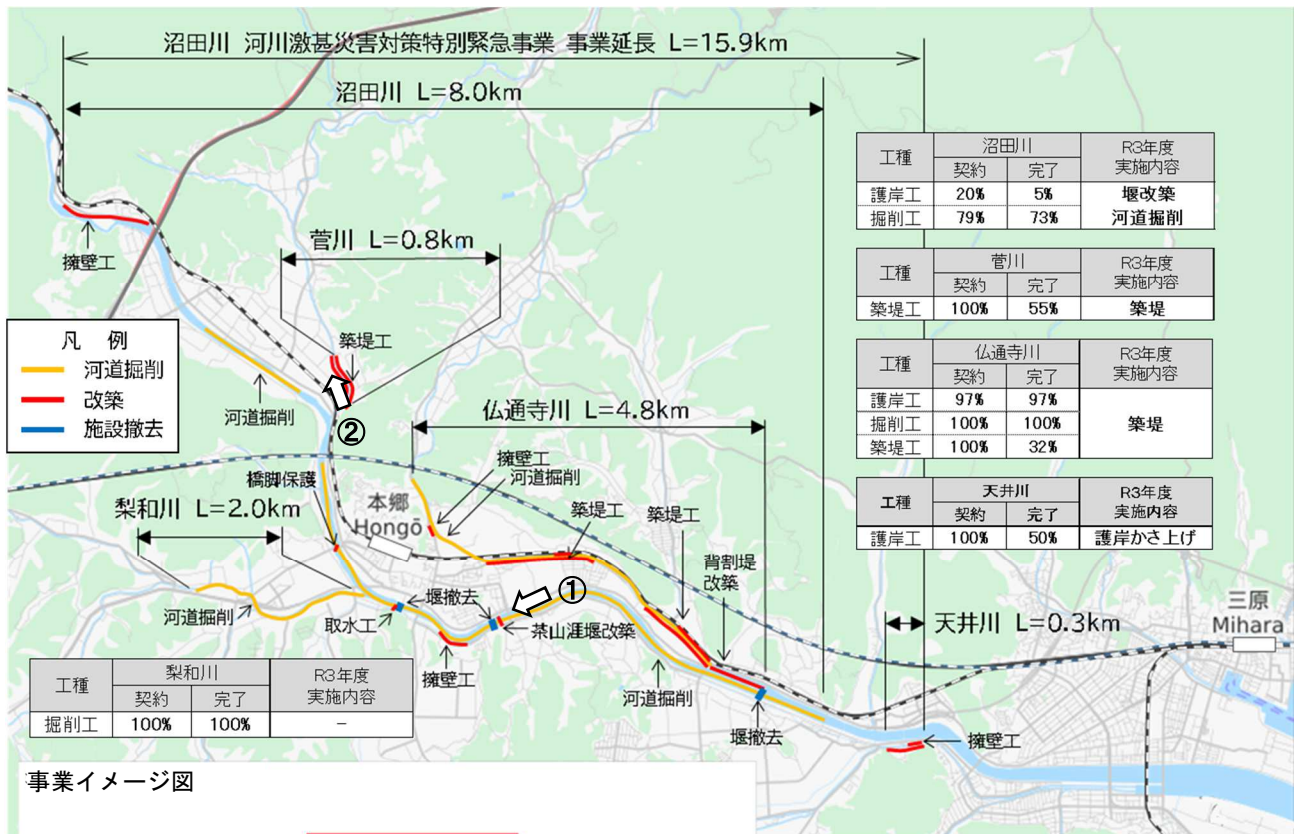 沼田川 河川激甚災害対策特別緊急事業 事業延長 L=15.9km
沼田川 L=8.0km
工種 沼田川 R3年度
実施内容
契約 完了
護岸工 20% 5% 堰改築
掘削工 79% 73% 河道掘削
菅川 L=0.8km
擁壁工
工種 菅川 R3年度
実施内容
契約 完了
築堤工 100% 55% 築堤
凡 例
河道掘削
改築
施設撤去
築堤工
河道掘削
②
仏通寺川 L=4.8km
工種 仏通寺川 R3年度
実施内容
契約 完了
護岸工 97% 97%
掘削工 100% 100% 築堤
築堤工 100% 32%
擁壁工
河道掘削
橋脚保護
梨和川 L=2.0km
本郷
Hongō
築堤工
築堤工
工種 天井川 R3年度
実施内容
契約 完了
護岸工 100% 50% 護岸かさ上げ
背割堤
改築
①
河道掘削
取水工
堰撤去
茶山涯堰改築
擁壁工
河道掘削
堰撤去
天井川 L=0.3km
三原
Mihara
擁壁工
工種 梨和川 R3年度
実施内容
契約 完了
掘削工 100% 100% −
事業イメージ図